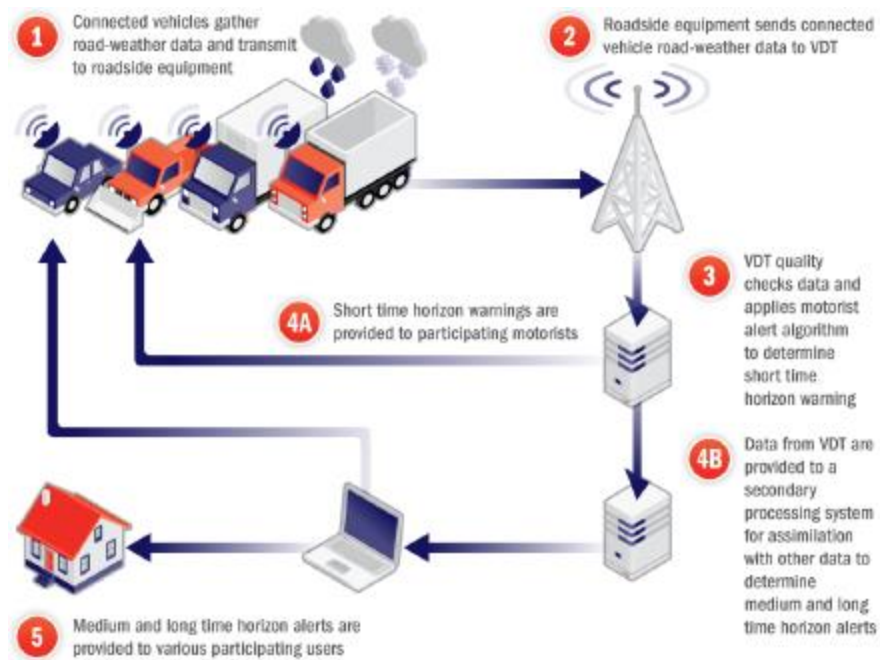 1
Connected vehicles gather
road-weather data and transmit
to roadside equipment
2
Roadside equipment sends connected
vehicle road-weather data to VDT
3
VDT quality
checks data and
applies motorist
alert algorithm
to determine
short time
horizon warning
4A
Short time horizon warnings are
provided to participating motorists
4B
Data from VDT are
provided to a
secondary
processing system
for assimilation
with other data to
determine
medium and long
time horizon alerts
5
Medium and long time horizon alerts are
provided to various participating users